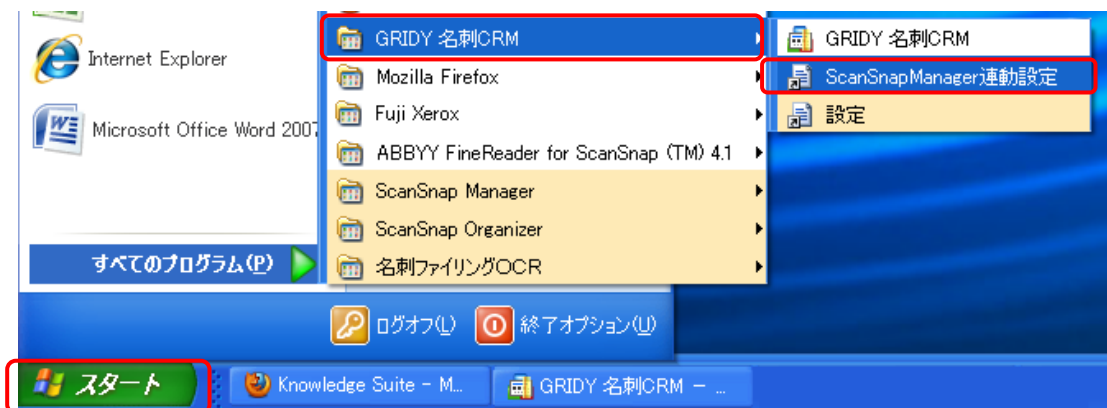 Internet Explorer
Microsoft Office Word 2007
すべてのプログラム(P)
GRIDY 名刺CRM
Mozilla Firefox
Fuji Xerox
ABBYY FineReader for ScanSnap (TM) 4.1
ScanSnap Manager
ScanSnap Organizer
名刺ファイリングOCR
GRIDY 名刺CRM
ScanSnapManager連動設定
設定
ログオフ(L)
終了オプション(U)
スタート
Knowledge Suite - M...
GRIDY 名刺CRM - ...